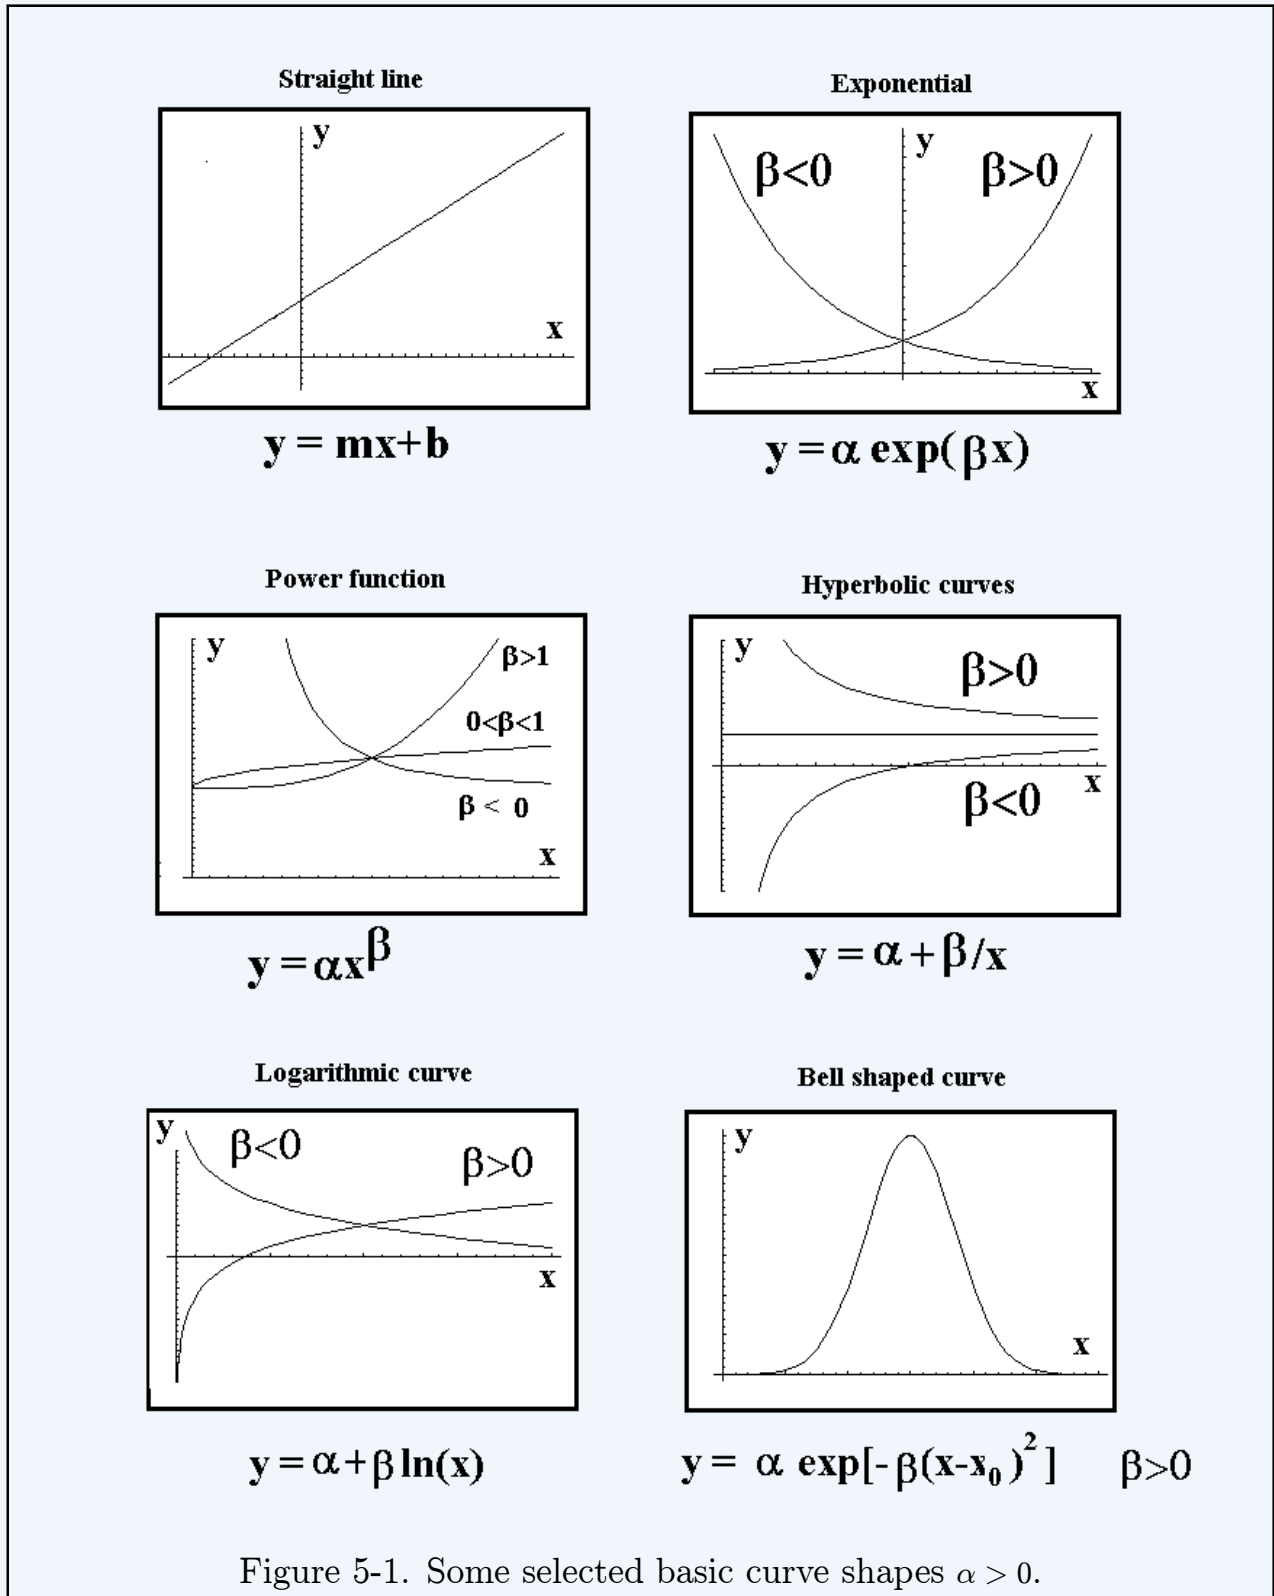 Straight line
y
x
y = mx+b
Exponential
β<0
y
β>0
x
y = α exp(βx)
Power function
y
β>1
0<β<1
β < 0
x
y = αx^β
Hyperbolic curves
y
β>0
x
β<0
y = α + β/x
Logarithmic curve
y
β<0
β>0
x
y = α+β ln(x)
Bell shaped curve
y
x
y = α exp[-β(x-x₀)²] β>0
Figure 5-1. Some selected basic curve shapes α > 0.